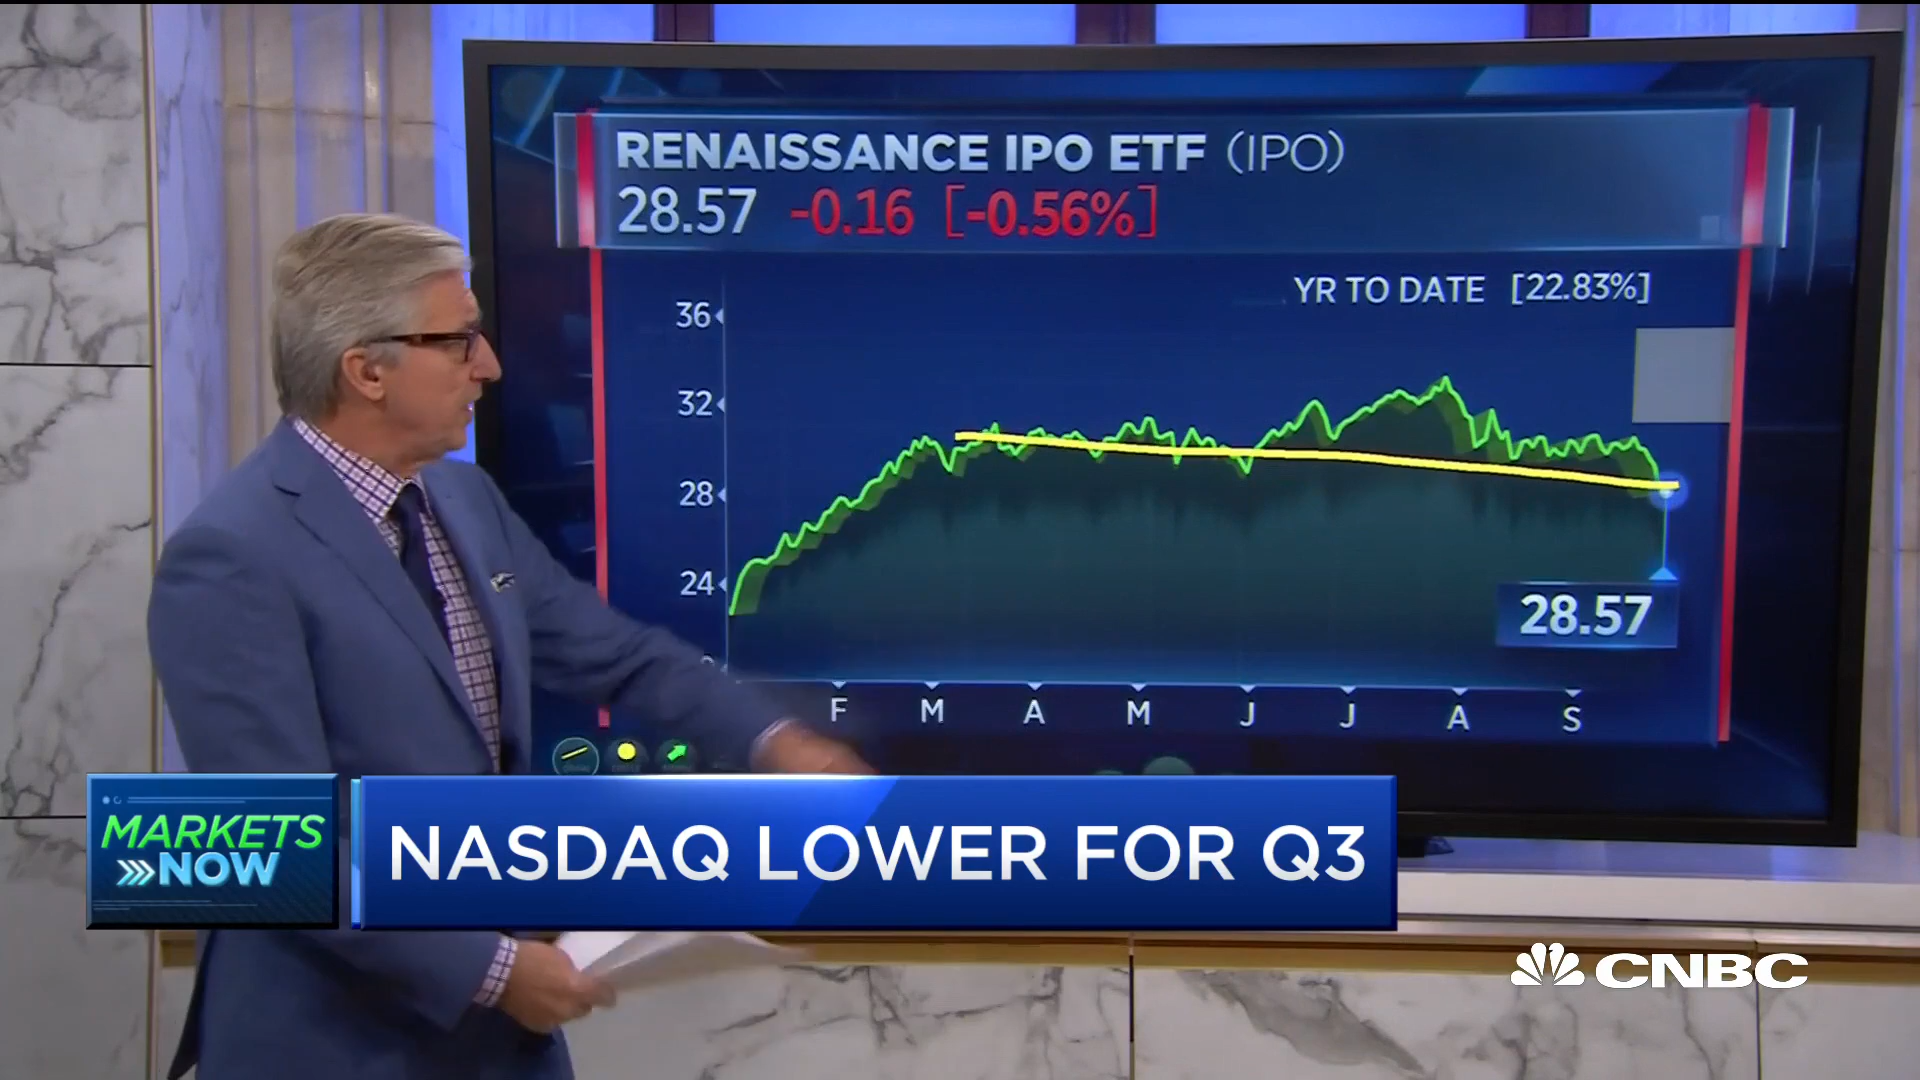 RENAISSANCE IPO ETF (IPO)
28.57 -0.16 [-0.56%]
YR TO DATE [22.83%]
36
32
28
24
28.57
F M A M J J A S
MARKETS
NOW
NASDAQ LOWER FOR Q3
CNBC